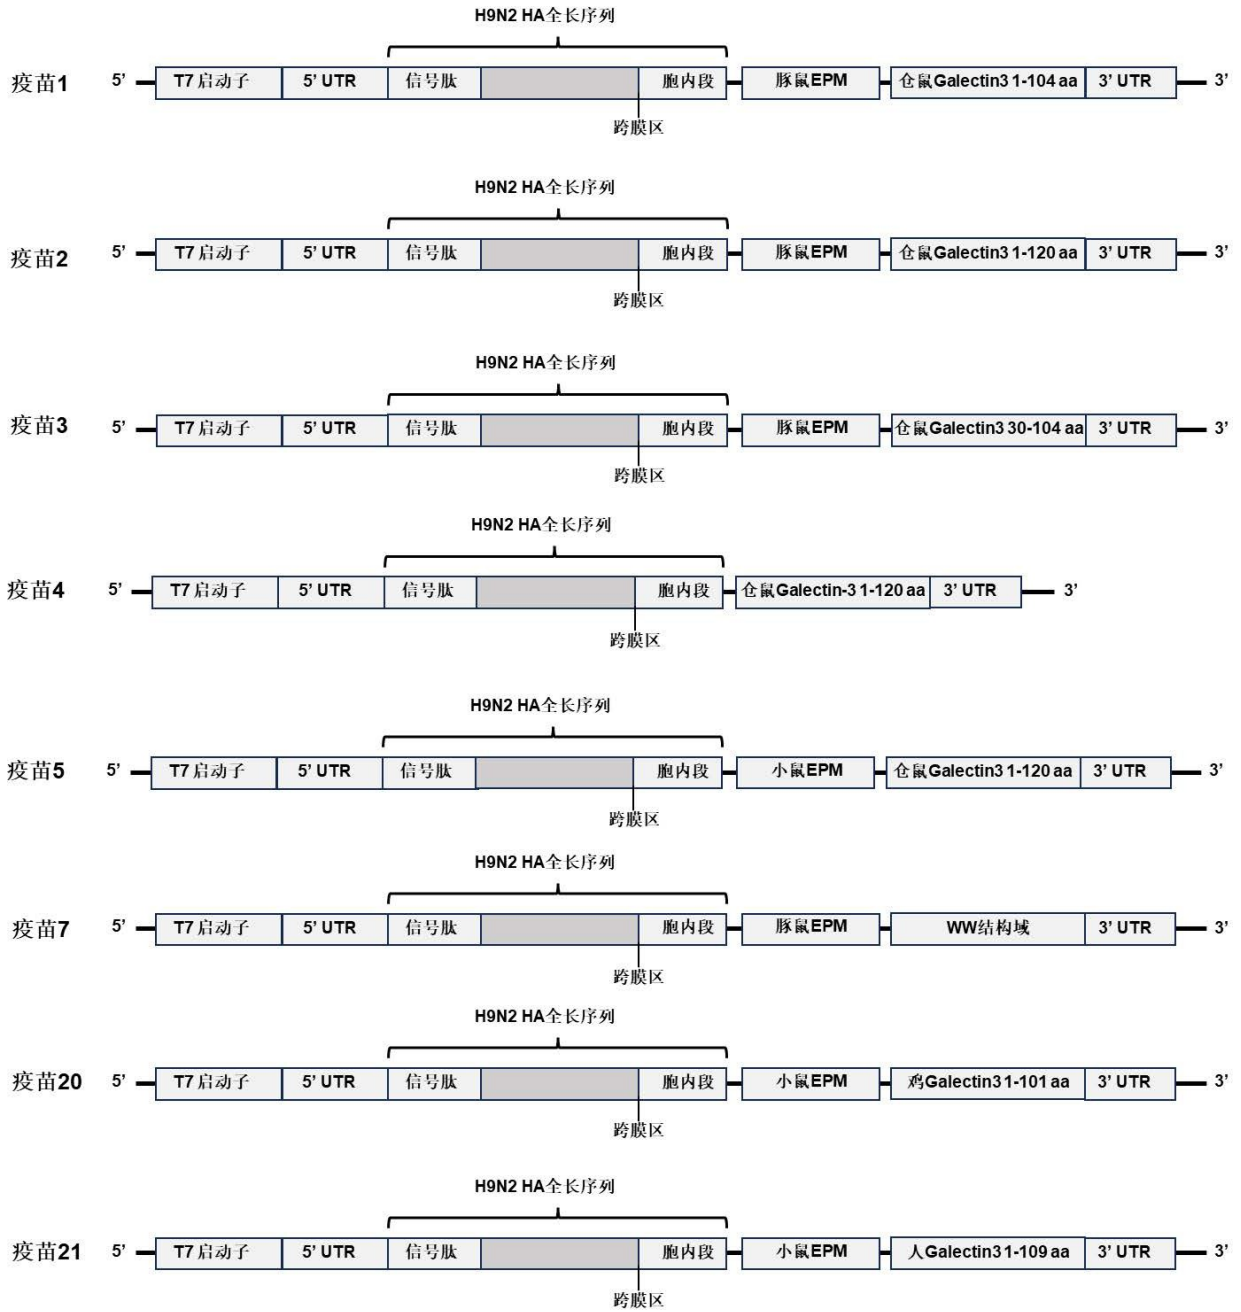 H9N2 HA全长序列
疫苗1 5’ T7启动子 5’ UTR 信号肽 胞内段 豚鼠EPM 仓鼠Galectin3 1-104 aa 3’ UTR 3’
跨膜区
H9N2 HA全长序列
疫苗2 5’ T7启动子 5’ UTR 信号肽 胞内段 豚鼠EPM 仓鼠Galectin3 1-120 aa 3’ UTR 3’
跨膜区
H9N2 HA全长序列
疫苗3 5’ T7启动子 5’ UTR 信号肽 胞内段 豚鼠EPM 仓鼠Galectin3 30-104 aa 3’ UTR 3’
跨膜区
H9N2 HA全长序列
疫苗4 5’ T7启动子 5’ UTR 信号肽 胞内段 仓鼠Galectin-3 1-120 aa 3’ UTR 3’
跨膜区
H9N2 HA全长序列
疫苗5 5’ T7启动子 5’ UTR 信号肽 胞内段 小鼠EPM 仓鼠Galectin3 1-120 aa 3’ UTR 3’
跨膜区
H9N2 HA全长序列
疫苗7 5’ T7启动子 5’ UTR 信号肽 胞内段 豚鼠EPM WW结构域 3’ UTR 3’
跨膜区
H9N2 HA全长序列
疫苗20 5’ T7启动子 5’ UTR 信号肽 胞内段 小鼠EPM 鸡Galectin3 1-101 aa 3’ UTR 3’
跨膜区
H9N2 HA全长序列
疫苗21 5’ T7启动子 5’ UTR 信号肽 胞内段 小鼠EPM 人Galectin3 1-109 aa 3’ UTR 3’
跨膜区